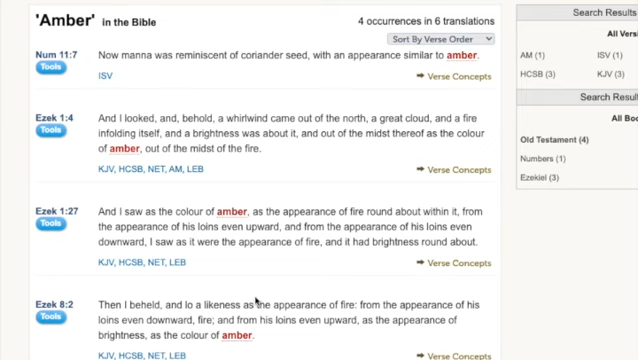 'Amber' in the Bible
4 occurrences in 6 translations
Sort By Verse Order
Num 11:7
Tools
Now manna was reminiscent of coriander seed, with an appearance similar to amber.
ISV
➡ Verse Concepts
Ezek 1:4
Tools
And I looked, and, behold, a whirlwind came out of the north, a great cloud, and a fire
infolding itself, and a brightness was about it, and out of the midst thereof as the colour
of amber, out of the midst of the fire.
KJV, HCSB, NET, AM, LEB
➡ Verse Concepts
Ezek 1:27
Tools
And I saw as the colour of amber, as the appearance of fire round about within it, from
the appearance of his loins even upward, and from the appearance of his loins even
downward, I saw as it were the appearance of fire, and it had brightness round about.
KJV, HCSB, NET, LEB
➡ Verse Concepts
Ezek 8:2
Tools
Then I beheld, and lo a likeness as the appearance of fire: from the appearance of his
loins even downward, fire; and from his loins even upward, as the appearance of
brightness, as the colour of amber.
KJV, HCSB, NET, LEB
➡ Verse Concepts
Search Results
All Versi
AM (1) ISV (1)
HCSB (3) KJV (3)
Search Resul
All Boo
Old Testament (4)
Numbers (1)
Ezekiel (3)